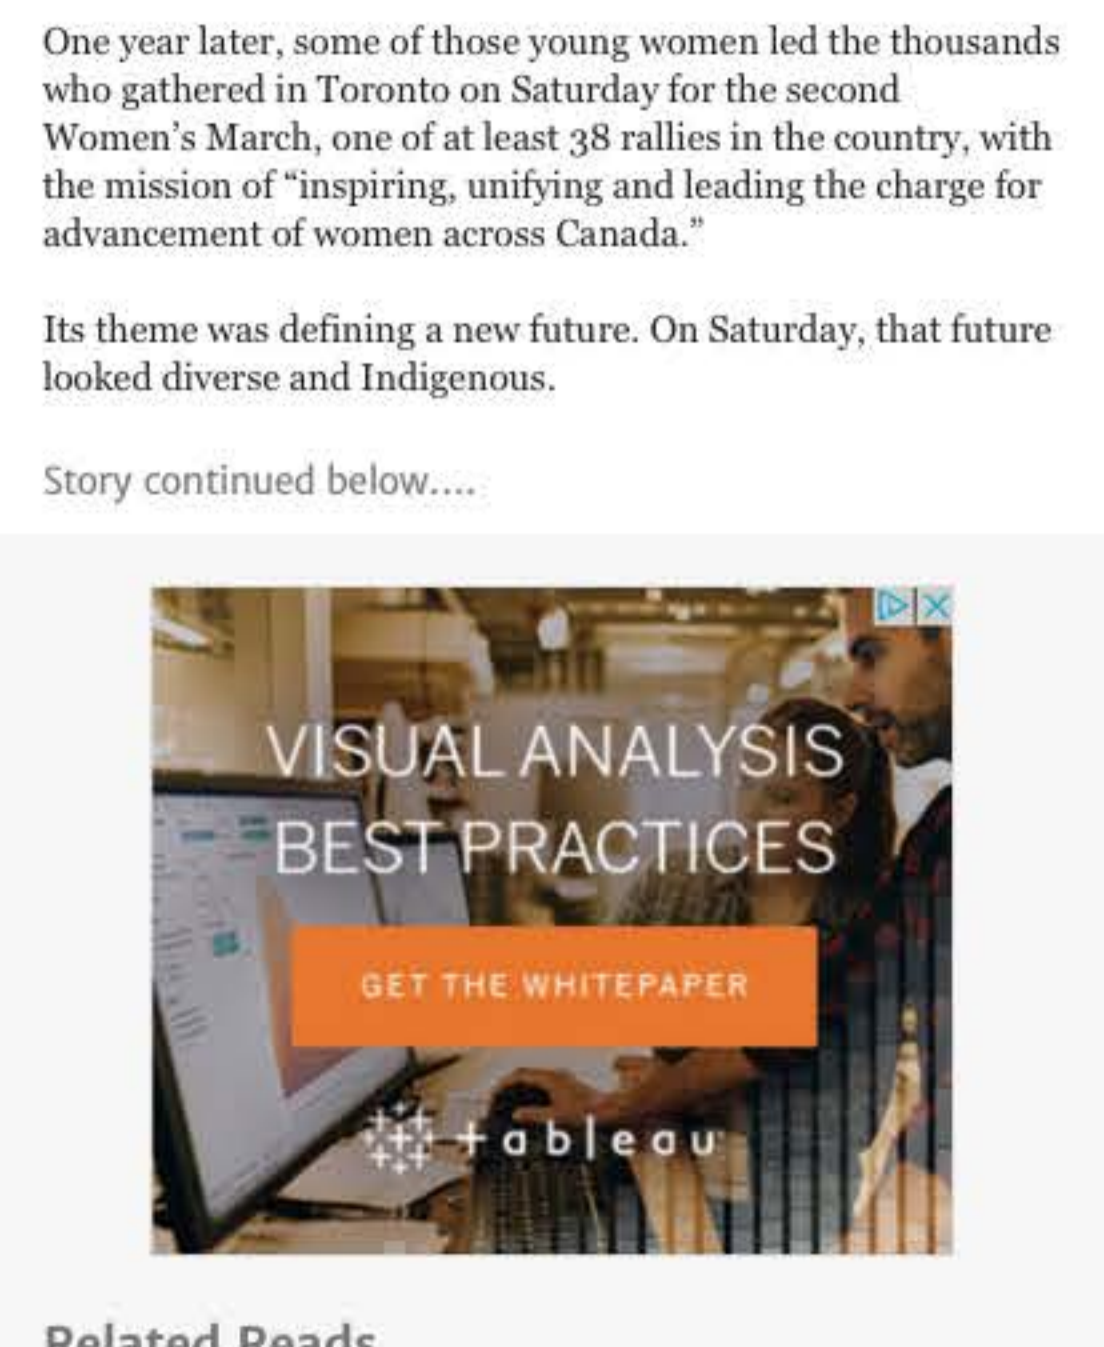 One year later, some of those young women led the thousands
who gathered in Toronto on Saturday for the second
Women’s March, one of at least 38 rallies in the country, with
the mission of “inspiring, unifying and leading the charge for
advancement of women across Canada.”
Its theme was defining a new future. On Saturday, that future
looked diverse and Indigenous.
Story continued below....
VISUAL ANALYSIS
BEST PRACTICES
GET THE WHITEPAPER
+ableau
Related Reads